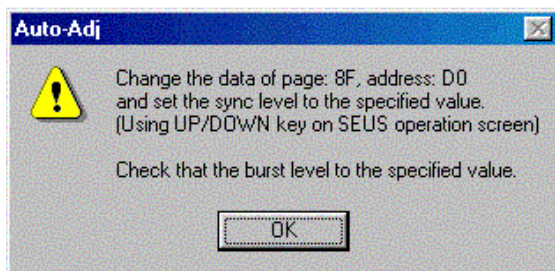 Auto-Adj
Change the data of page: 8F, address: D0
and set the sync level to the specified value.
(Using UP/DOWN key on SEUS operation screen)
Check that the burst level to the specified value.
OK